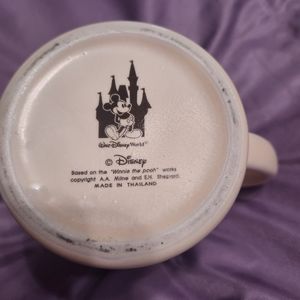 Walt Disney World
© Disney
Based on the "Winnie the pooh" works
copyright A.A. Milne and E.H. Shepard.
MADE IN THAILAND